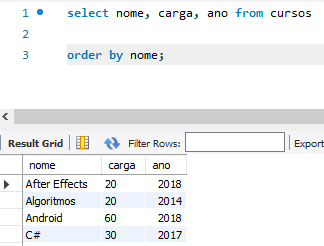 1 select nome, carga, ano from cursos
2
3 order by nome;
Result Grid Filter Rows: Export
nome carga ano
After Effects 20 2018
Algoritmos 20 2014
Android 60 2018
C# 30 2017